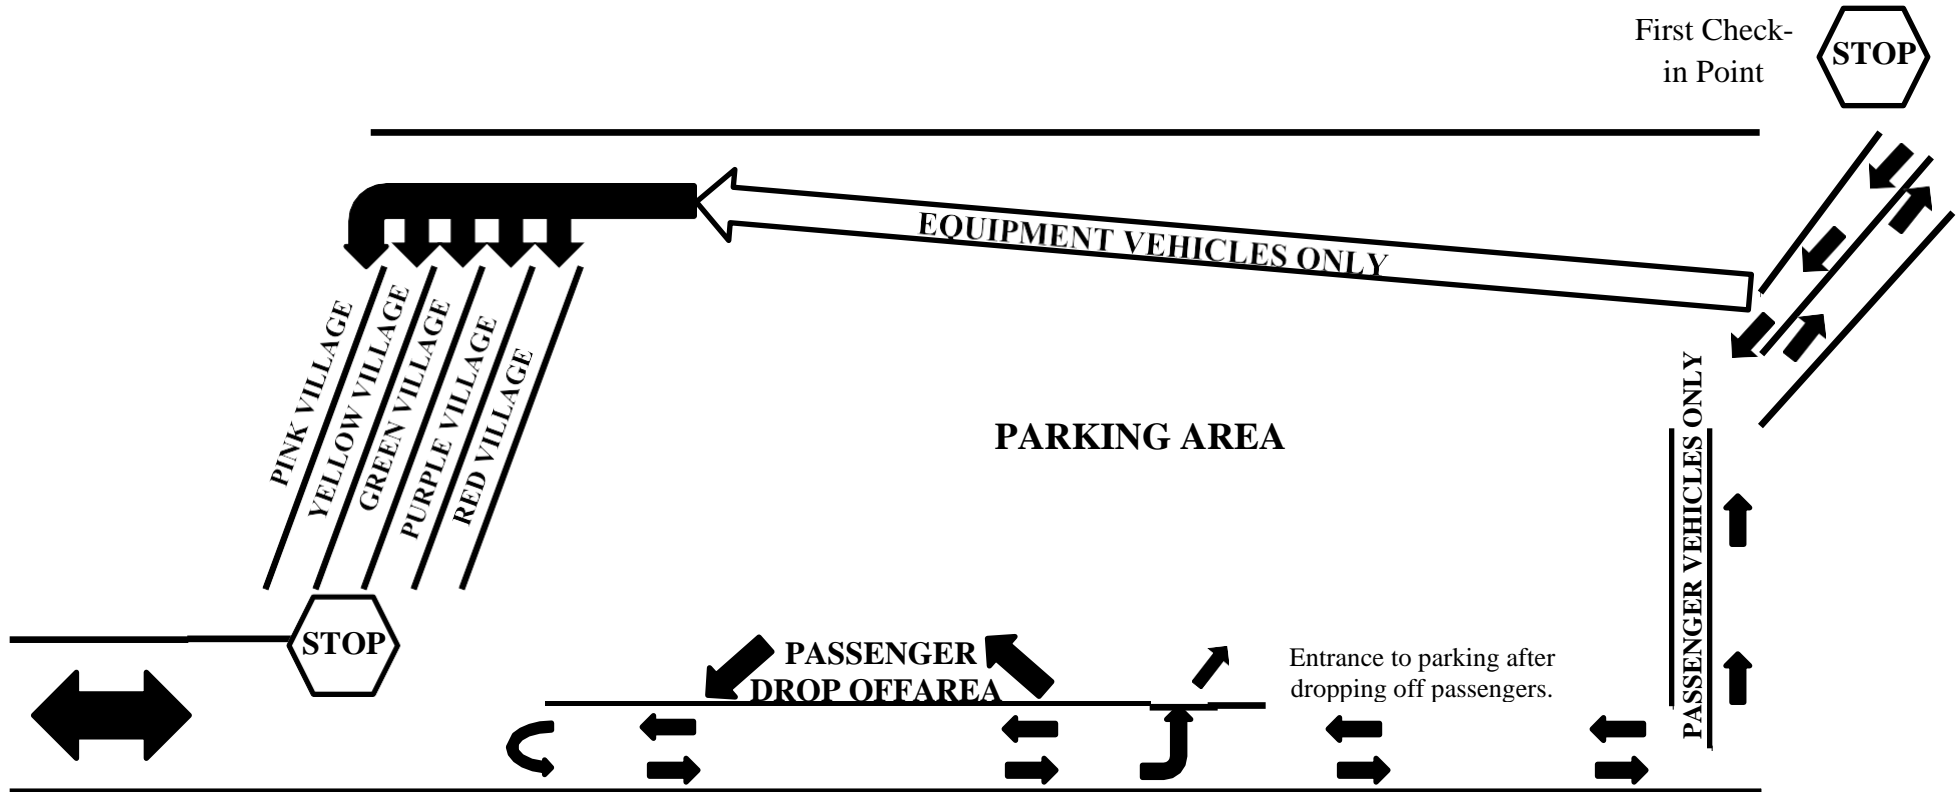 First Check-
in Point
STOP
EQUIPMENT VEHICLES ONLY
PINK VILLAGE
YELLOW VILLAGE
GREEN VILLAGE
PURPLE VILLAGE
RED VILLAGE
PARKING AREA
PASSENGER VEHICLES ONLY
STOP
PASSENGER
DROP OFFAREA
Entrance to parking after
dropping off passengers.